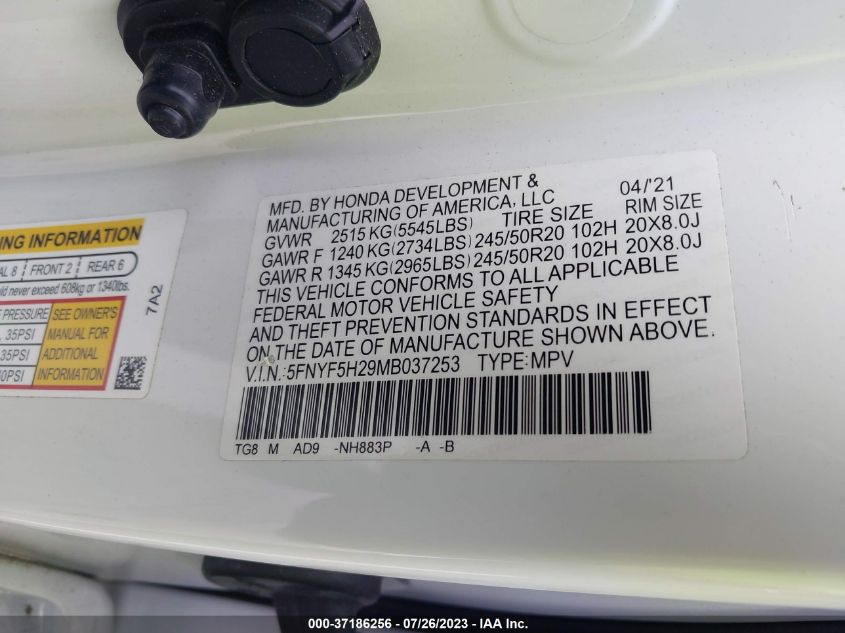 MFD. BY HONDA DEVELOPMENT & 04/'21
MANUFACTURING OF AMERICA, LLC
GVWR 2515 KG(5545LBS) TIRE SIZE RIM SIZE
GAWR F 1240 KG(2734LBS) 245/50R20 102H 20X8.0J
GAWR R 1345 KG(2965LBS) 245/50R20 102H 20X8.0J
THIS VEHICLE CONFORMS TO ALL APPLICABLE
FEDERAL MOTOR VEHICLE SAFETY
AND THEFT PREVENTION STANDARDS IN EFFECT
ON THE DATE OF MANUFACTURE SHOWN ABOVE.
V.I.N.:5FNYF5H29MB037253 TYPE:MPV
TG8 M AD9 -NH883P -A -B
INFORMATION
8 FRONT 2 REAR 6
never exceed 608kg or 1340lbs.
PRESSURE SEE OWNER'S
35PSI MANUAL FOR
35PSI ADDITIONAL
INFORMATION
7A2
000-37186256 - 07/26/2023 - IAA Inc.